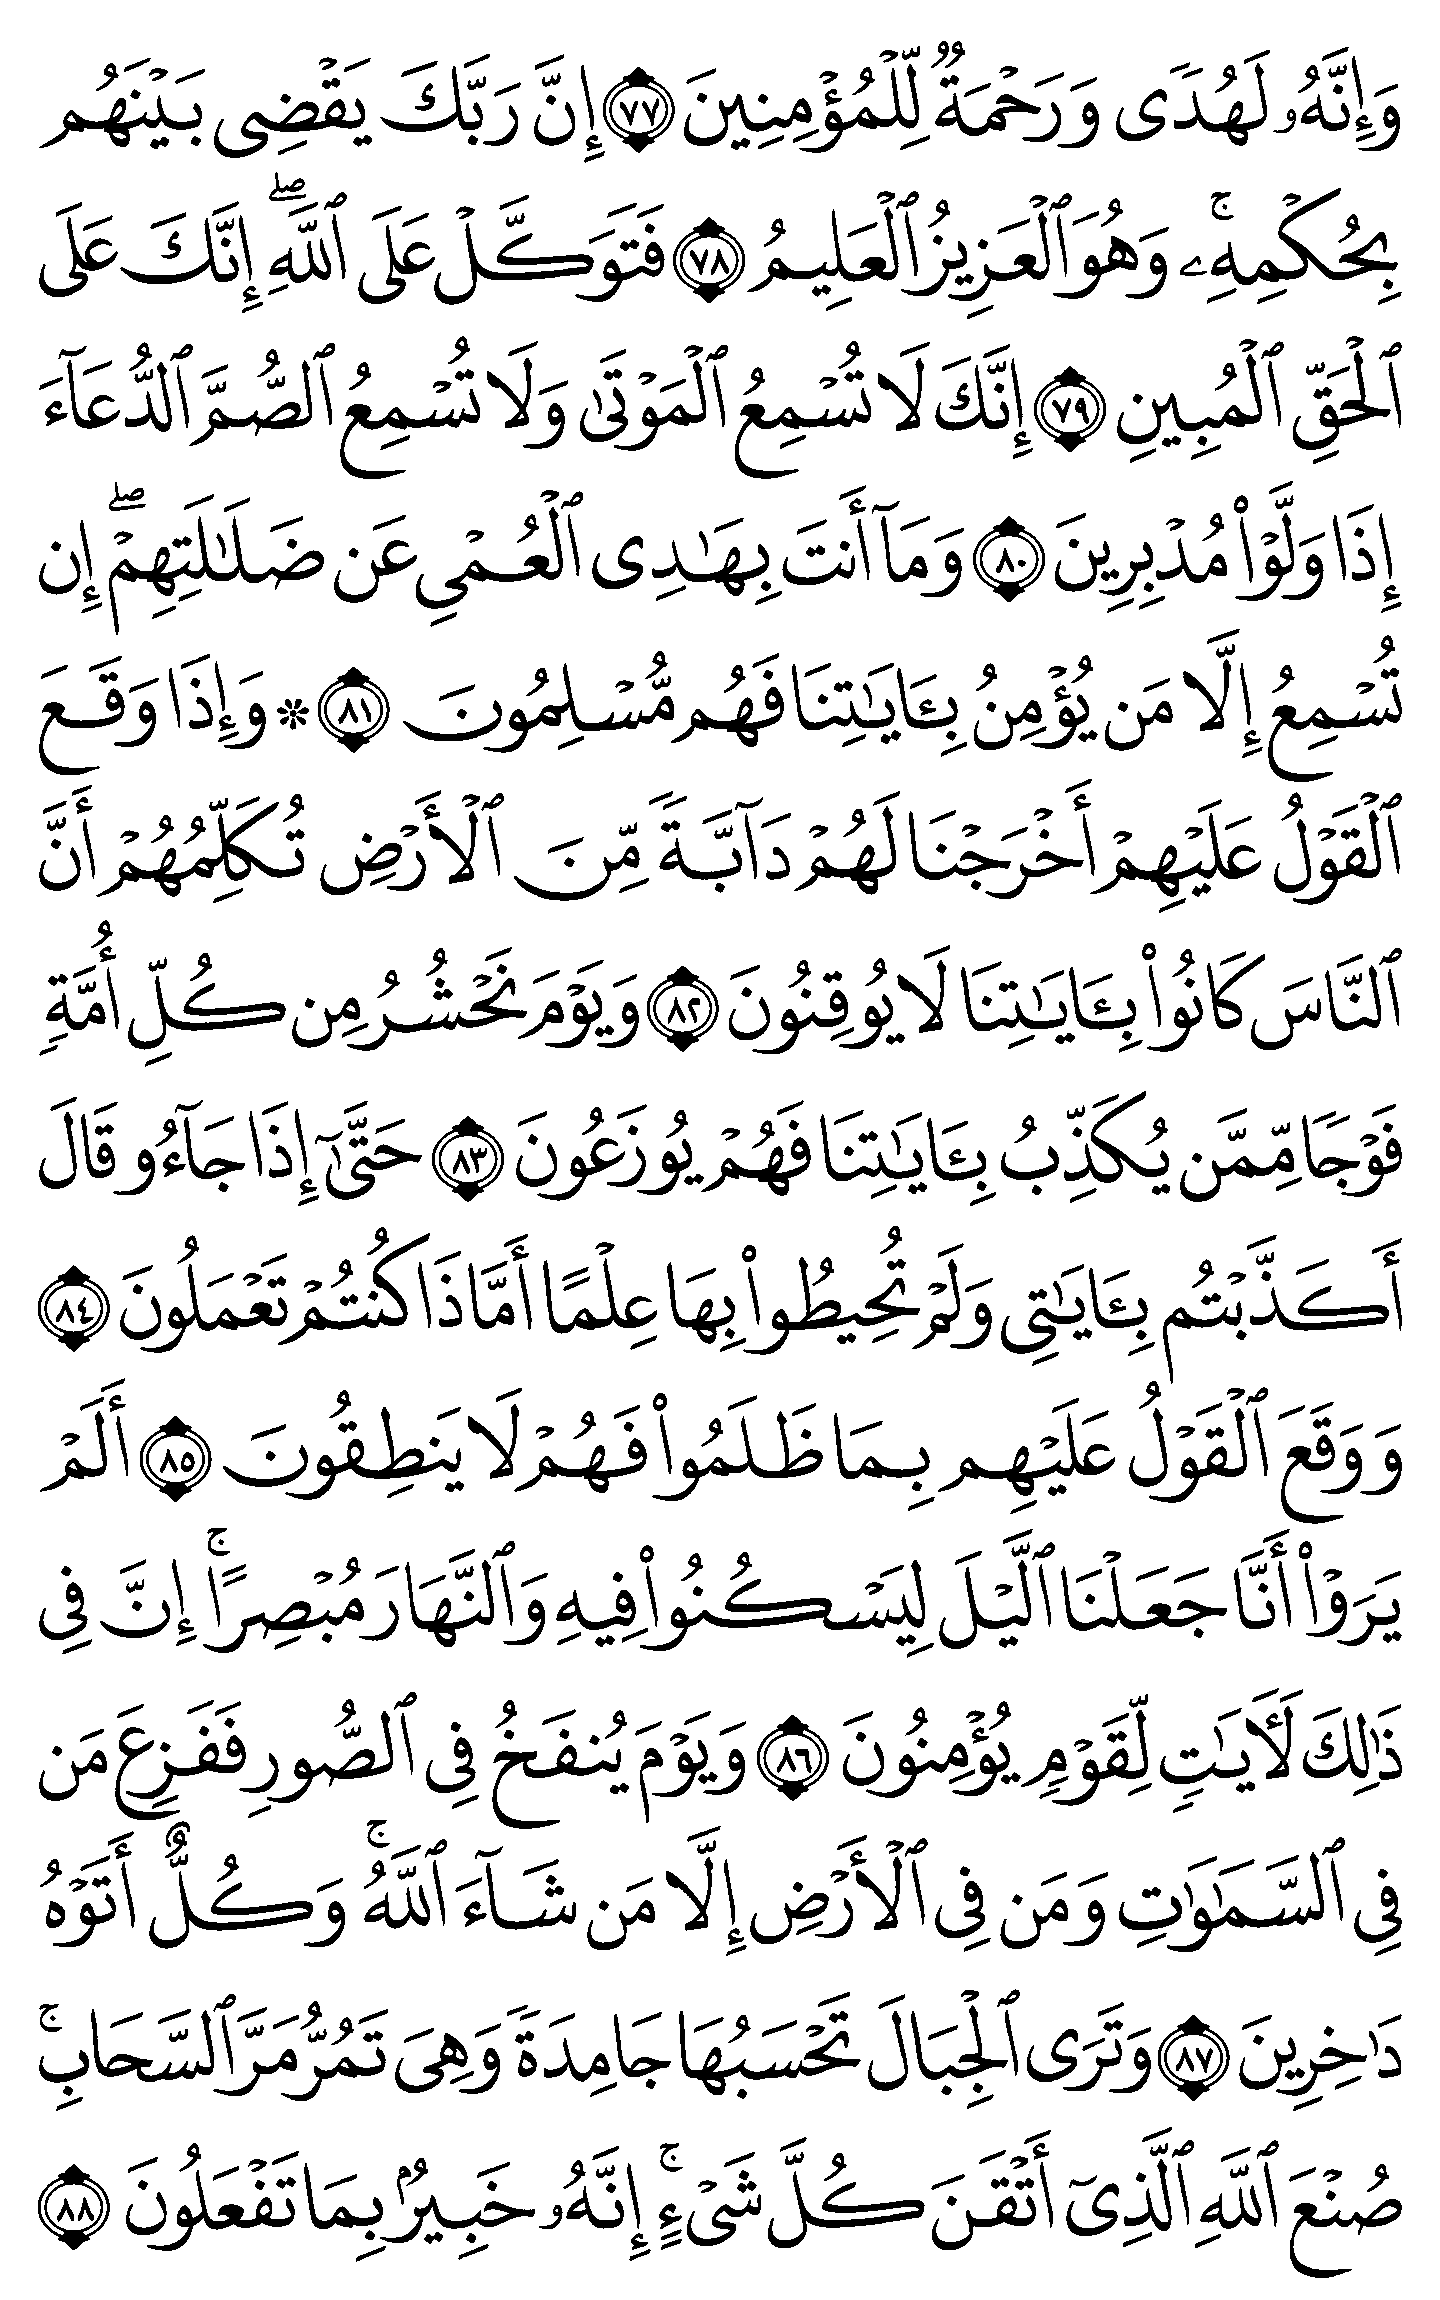 وَإِنَّهُۥ لَهُدٗى وَرَحۡمَةٞ لِّلۡمُؤۡمِنِينَ ٧٧ إِنَّ رَبَّكَ يَقۡضِي بَيۡنَهُم
بِحُكۡمِهِۦۚ وَهُوَ ٱلۡعَزِيزُ ٱلۡعَلِيمُ ٧٨ فَتَوَكَّلۡ عَلَى ٱللَّهِۖ إِنَّكَ عَلَى
ٱلۡحَقِّ ٱلۡمُبِينِ ٧٩ إِنَّكَ لَا تُسۡمِعُ ٱلۡمَوۡتَىٰ وَلَا تُسۡمِعُ ٱلصُّمَّ ٱلدُّعَآءَ
إِذَا وَلَّوۡاْ مُدۡبِرِينَ ٨٠ وَمَآ أَنتَ بِهَٰدِي ٱلۡعُمۡيِ عَن ضَلَٰلَتِهِمۡۖ إِن
تُسۡمِعُ إِلَّا مَن يُؤۡمِنُ بِـَٔايَٰتِنَا فَهُم مُّسۡلِمُونَ ٨١ ۞ وَإِذَا وَقَعَ
ٱلۡقَوۡلُ عَلَيۡهِمۡ أَخۡرَجۡنَا لَهُمۡ دَآبَّةٗ مِّنَ ٱلۡأَرۡضِ تُكَلِّمُهُمۡ أَنَّ
ٱلنَّاسَ كَانُواْ بِـَٔايَٰتِنَا لَا يُوقِنُونَ ٨٢ وَيَوۡمَ نَحۡشُرُ مِن كُلِّ أُمَّةٖ
فَوۡجٗا مِّمَّن يُكَذِّبُ بِـَٔايَٰتِنَا فَهُمۡ يُوزَعُونَ ٨٣ حَتَّىٰٓ إِذَا جَآءُو قَالَ
أَكَذَّبۡتُم بِـَٔايَٰتِي وَلَمۡ تُحِيطُواْ بِهَا عِلۡمًا أَمَّاذَا كُنتُمۡ تَعۡمَلُونَ ٨٤
وَوَقَعَ ٱلۡقَوۡلُ عَلَيۡهِم بِمَا ظَلَمُواْ فَهُمۡ لَا يَنطِقُونَ ٨٥ أَلَمۡ
يَرَوۡاْ أَنَّا جَعَلۡنَا ٱلَّيۡلَ لِيَسۡكُنُواْ فِيهِ وَٱلنَّهَارَ مُبۡصِرًاۚ إِنَّ فِي
ذَٰلِكَ لَأٓيَٰتٖ لِّقَوۡمٖ يُؤۡمِنُونَ ٨٦ وَيَوۡمَ يُنفَخُ فِي ٱلصُّورِ فَفَزِعَ مَن
فِي ٱلسَّمَٰوَٰتِ وَمَن فِي ٱلۡأَرۡضِ إِلَّا مَن شَآءَ ٱللَّهُۚ وَكُلٌّ أَتَوۡهُ
دَٰخِرِينَ ٨٧ وَتَرَى ٱلۡجِبَالَ تَحۡسَبُهَا جَامِدَةٗ وَهِيَ تَمُرُّ مَرَّ ٱلسَّحَابِۚ
صُنۡعَ ٱللَّهِ ٱلَّذِيٓ أَتۡقَنَ كُلَّ شَيۡءٍۚ إِنَّهُۥ خَبِيرُۢ بِمَا تَفۡعَلُونَ ٨٨